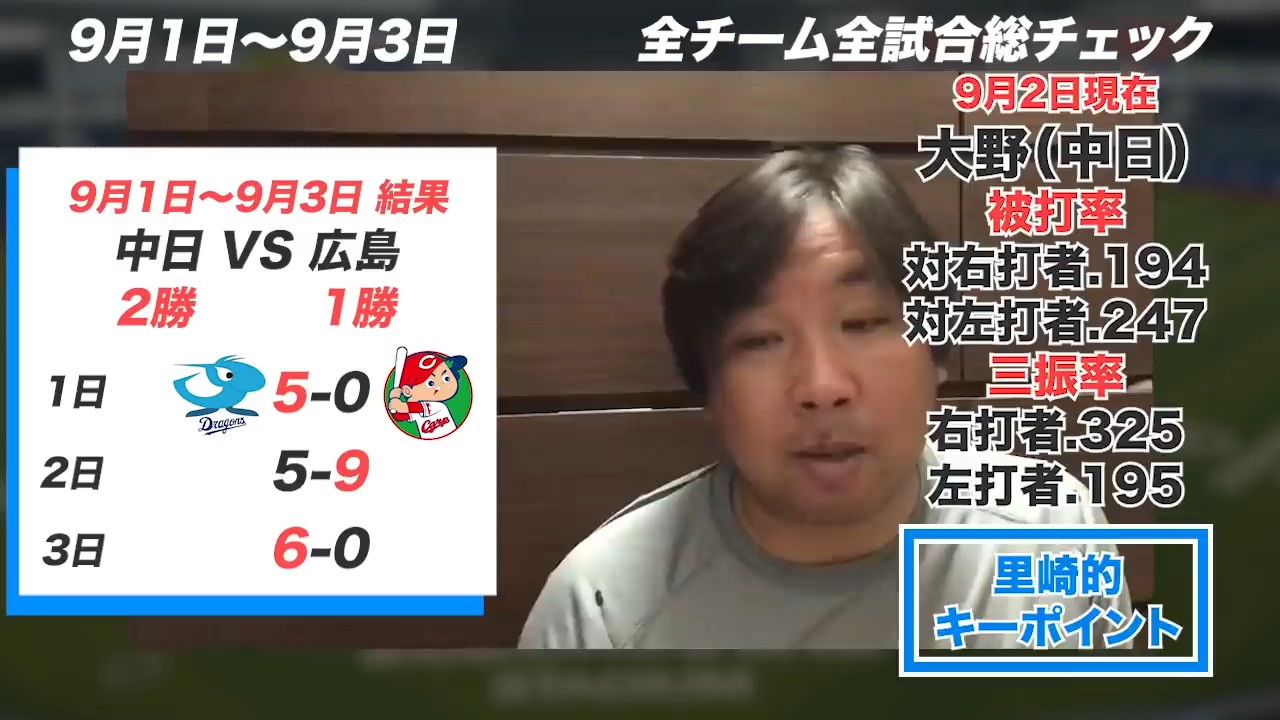 9月1日～9月3日
全チーム全試合総チェック
9月1日～9月3日 結果
中日 VS 広島
2勝 1勝
1日 Dragons 5-0 Carp
2日 5-9
3日 6-0
9月2日現在
大野(中日)
被打率
対右打者.194
対左打者.247
三振率
右打者.325
左打者.195
里崎的
キーポイント